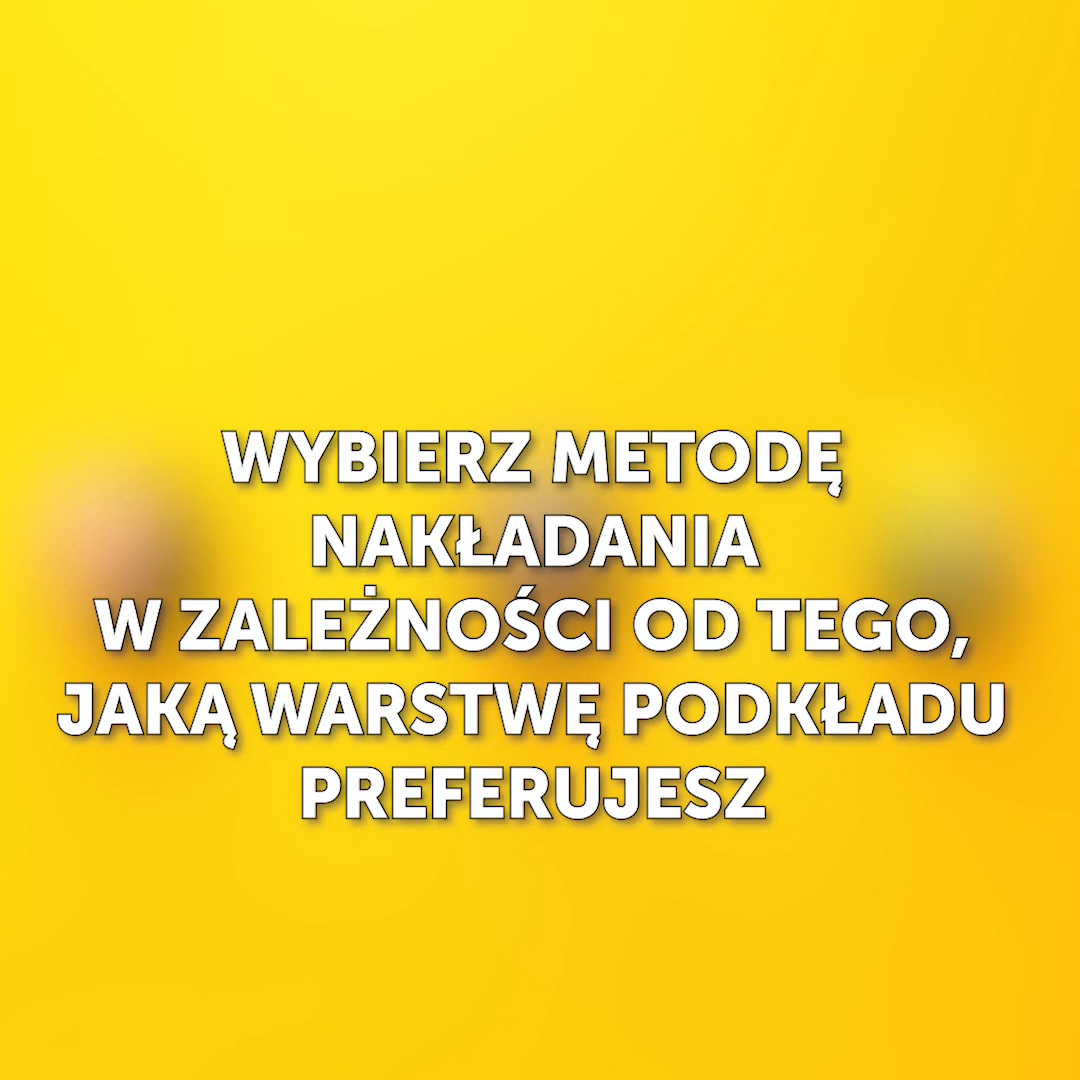 WYBIERZ METODĘ
NAKŁADANIA
W ZALEŻNOŚCI OD TEGO,
JAKĄ WARSTWĘ PODKŁADU
PREFERUJESZ